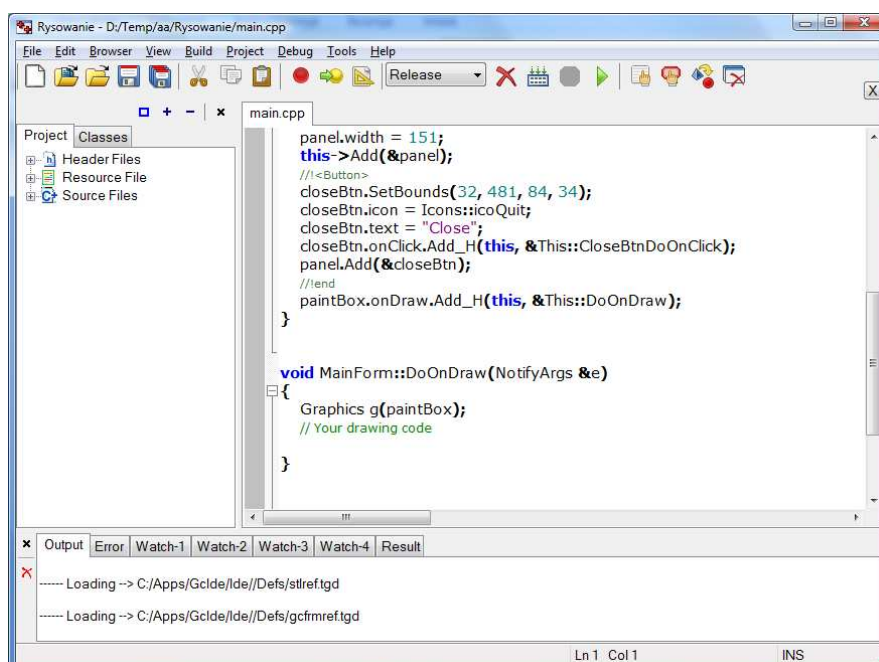 Rysowanie - D:/Temp/aa/Rysowanie/main.cpp
File Edit Browser View Build Project Debug Tools Help
Release
X
main.cpp
Project Classes
Header Files
Resource File
Source Files
panel.width = 151;
this->Add(&panel);
//!<Button>
closeBtn.SetBounds(32, 481, 84, 34);
closeBtn.icon = Icons::icoQuit;
closeBtn.text = "Close";
closeBtn.onClick.Add_H(this, &This::CloseBtnDoOnClick);
panel.Add(&closeBtn);
//!end
paintBox.onDraw.Add_H(this, &This::DoOnDraw);
}
void MainForm::DoOnDraw(NotifyArgs &e)
{
Graphics g(paintBox);
// Your drawing code
}
Output Error Watch-1 Watch-2 Watch-3 Watch-4 Result
------ Loading --> C:/Apps/GcIde/Ide//Defs/stlref.tgd
------ Loading --> C:/Apps/GcIde/Ide//Defs/gcfrmref.tgd
Ln 1 Col 1 INS